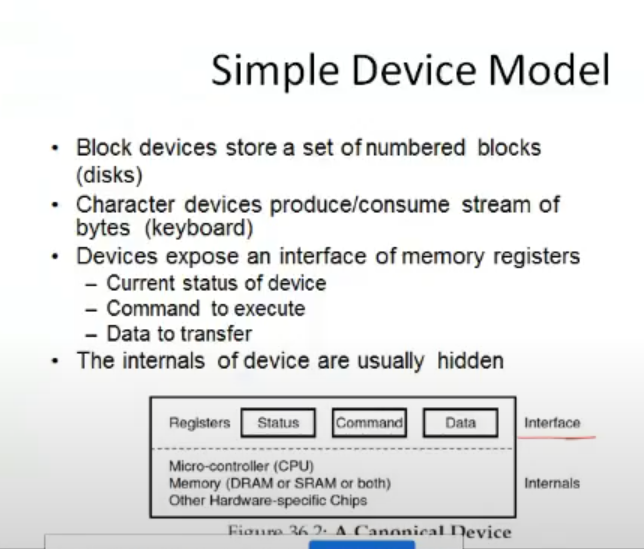 Simple Device Model
• Block devices store a set of numbered blocks
(disks)
• Character devices produce/consume stream of
bytes (keyboard)
• Devices expose an interface of memory registers
– Current status of device
– Command to execute
– Data to transfer
• The internals of device are usually hidden
Registers Status Command Data Interface
Micro-controller (CPU)
Memory (DRAM or SRAM or both) Internals
Other Hardware-specific Chips
Figure 36.2: A Canonical Device